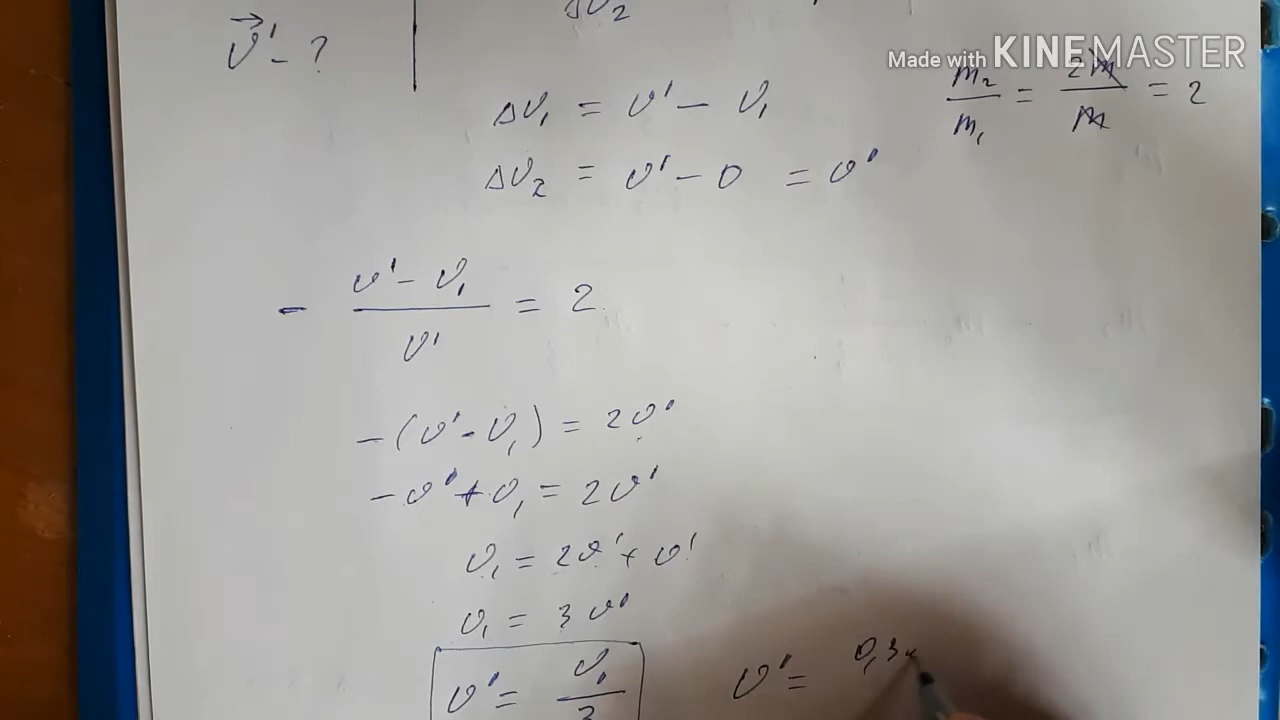 Δv₂
v⃗' - ?
Made with KINEMASTER
Δv₁ = v' - v₁
m₂/m₁ = 2m/m = 2
Δv₂ = v' - 0 = v'
- (v' - v₁)/v' = 2
-(v' - v₁) = 2v'
-v' + v₁ = 2v'
v₁ = 2v' + v'
v₁ = 3v'
v' = v₁/3
v' = 0,3